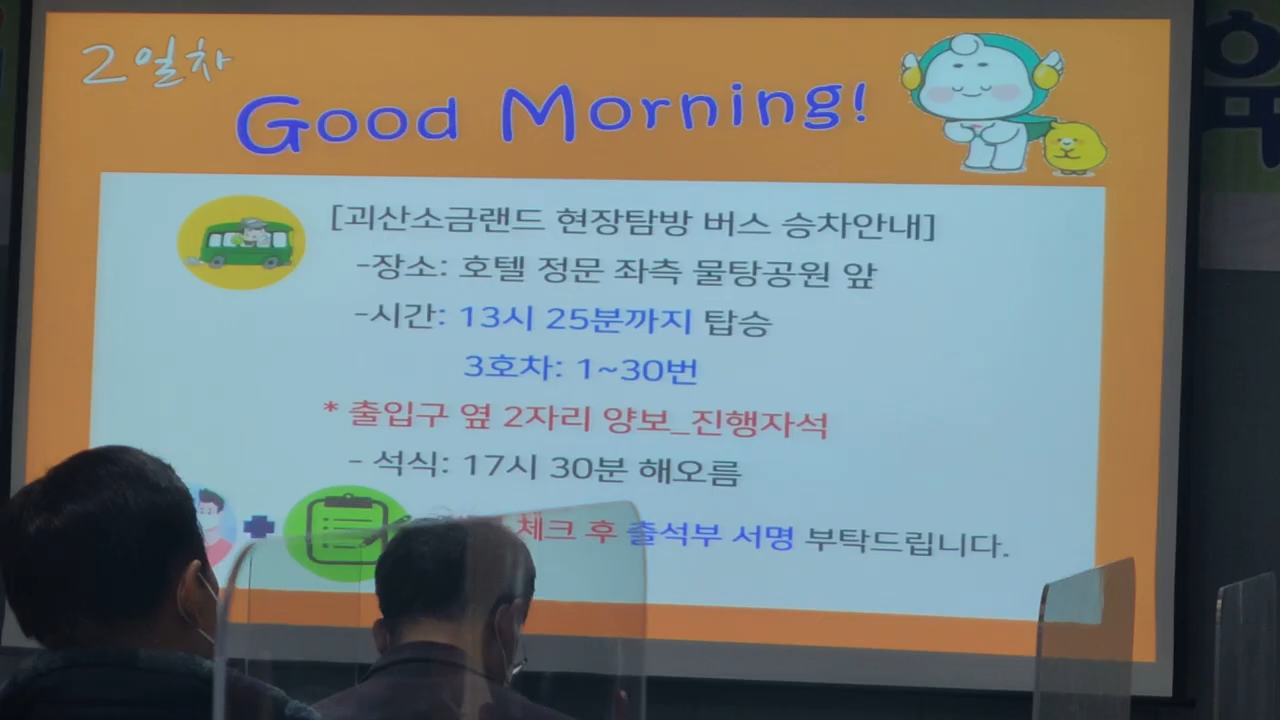 2일차
Good Morning!
[괴산소금랜드 현장탐방 버스 승차안내]
-장소: 호텔 정문 좌측 물탕공원 앞
-시간: 13시 25분까지 탑승
3호차: 1~30번
* 출입구 옆 2자리 양보_진행자석
- 석식: 17시 30분 해오름
체크 후 출석부 서명 부탁드립니다.